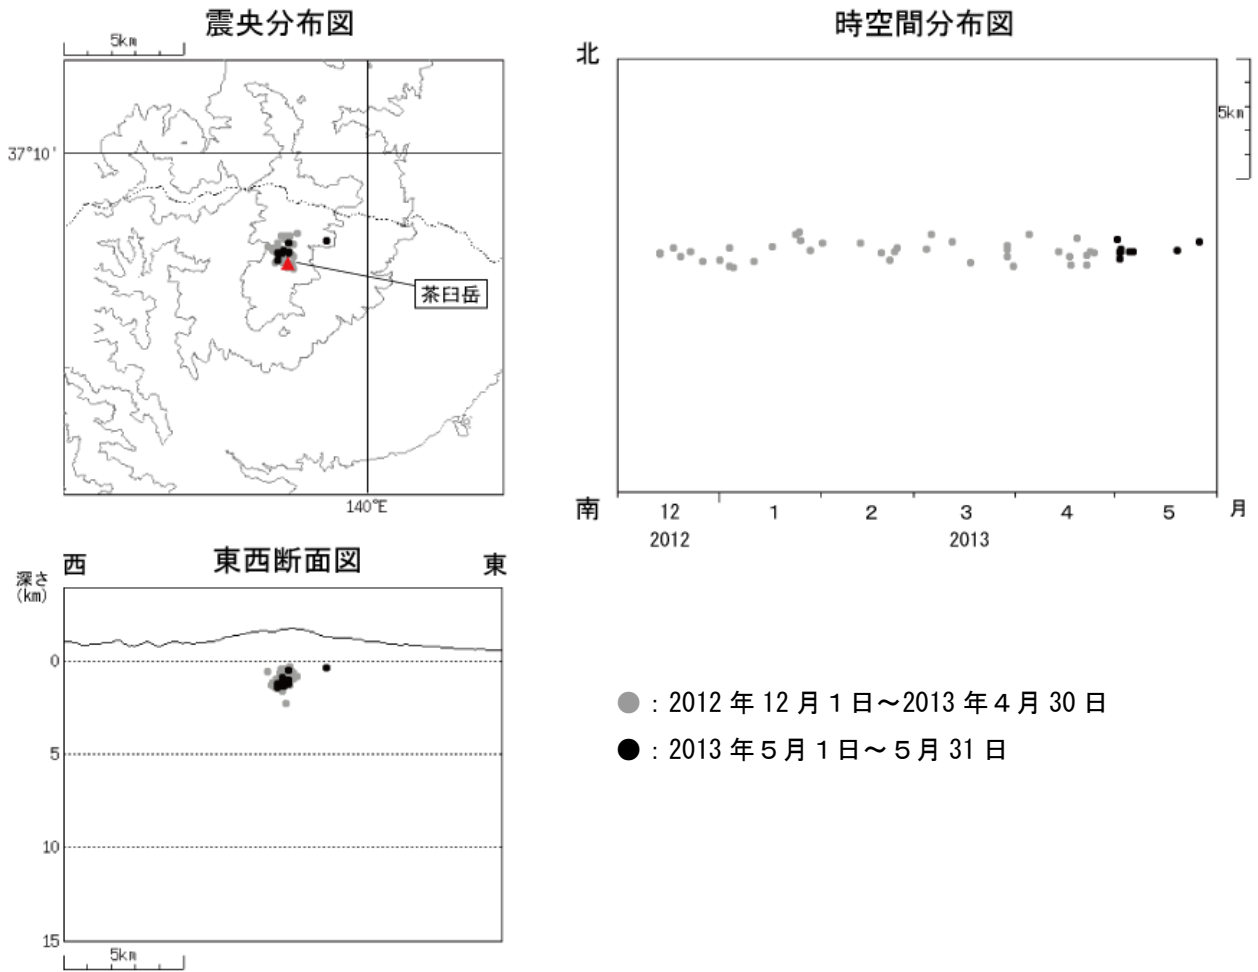 震央分布図
5km
37°10'
茶臼岳
140°E
時空間分布図
北
5km
南
12 1 2 3 4 5 月
2012 2013
西 東西断面図 東
深さ
(km)
0
5
10
15
5km
● : 2012 年 12 月 1 日～2013 年 4 月 30 日
● : 2013 年 5 月 1 日～ 5 月 31 日